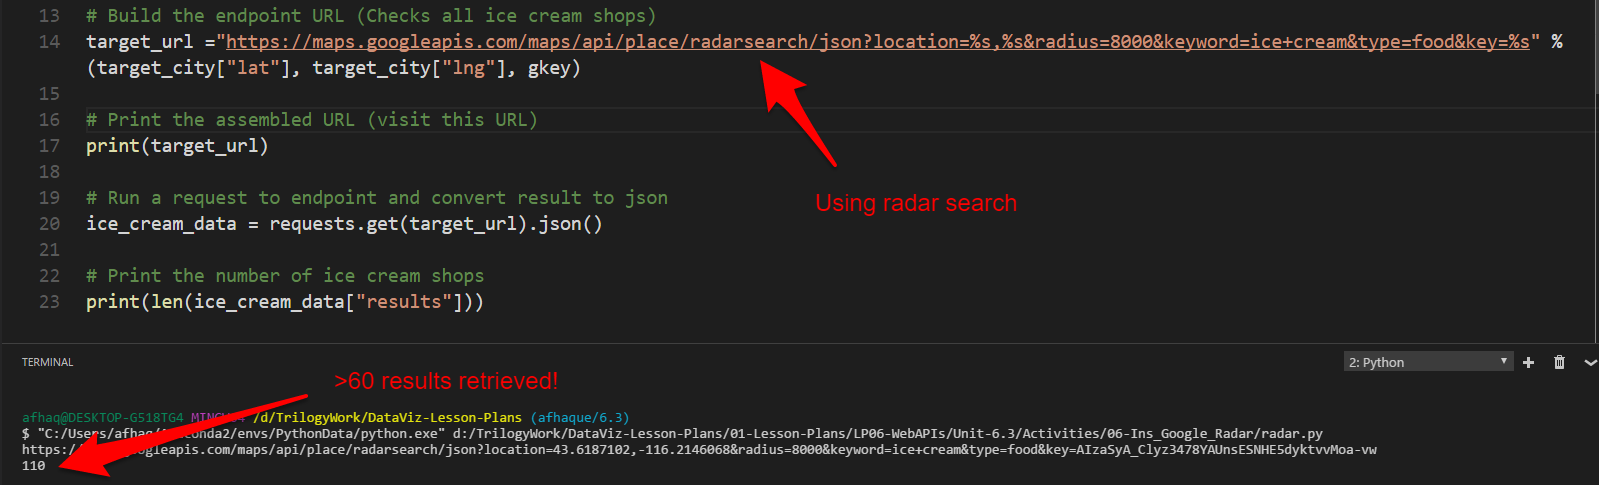 13 # Build the endpoint URL (Checks all ice cream shops)
14 target_url ="https://maps.googleapis.com/maps/api/place/radarsearch/json?location=%s,%s&radius=8000&keyword=ice+cream&type=food&key=%s" %
(target_city["lat"], target_city["lng"], gkey)
15
16 # Print the assembled URL (visit this URL)
17 print(target_url)
18
19 # Run a request to endpoint and convert result to json
Using radar search
20 ice_cream_data = requests.get(target_url).json()
21
22 # Print the number of ice cream shops
23 print(len(ice_cream_data["results"]))
TERMINAL
2: Python
>60 results retrieved!
afhaq@DESKTOP-G518TG4 /d/TrilogyWork/DataViz-Lesson-Plans (afhaque/6.3)
$ "C:/Users/afhaq/ conda2/envs/PythonData/python.exe" d:/TrilogyWork/DataViz-Lesson-Plans/01-Lesson-Plans/LP06-WebAPIs/Unit-6.3/Activities/06-Ins_Google_Radar/radar.py
https:/ ogleapis.com/maps/api/place/radarsearch/json?location=43.6187102,-116.2146068&radius=8000&keyword=ice+cream&type=food&key=AIzaSyA_Clyz3478YAUnsESNHE5dyktvvMoa-vw
110